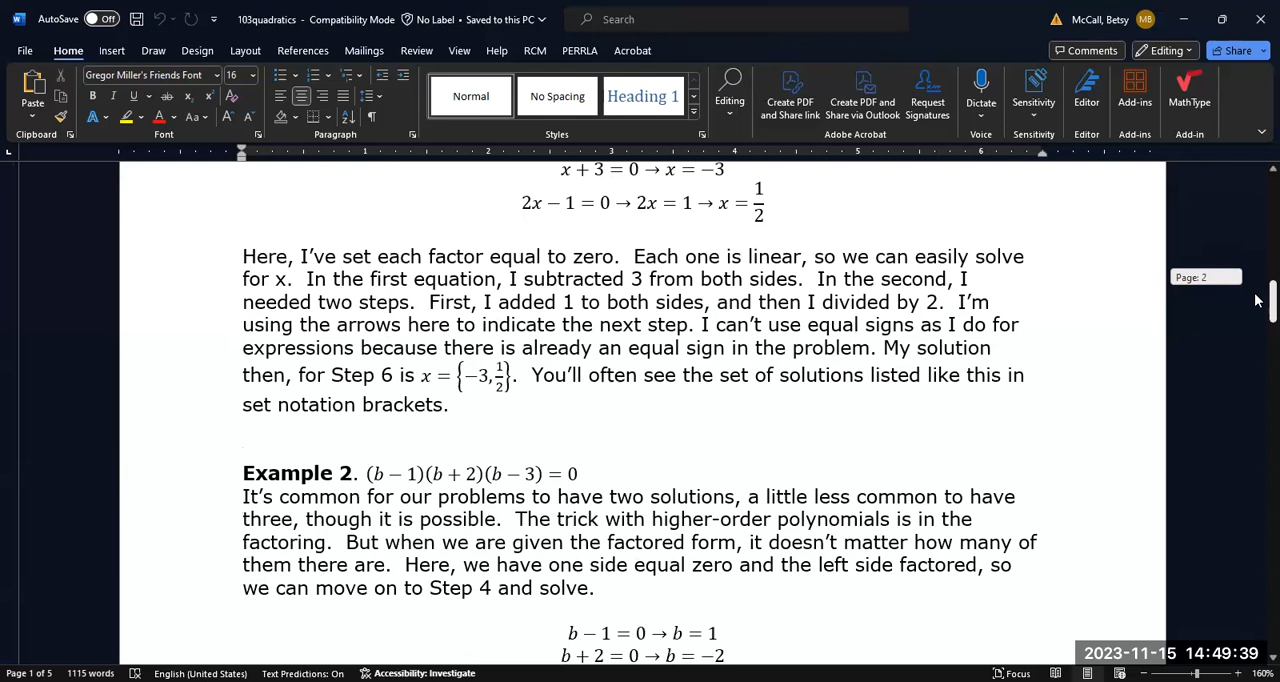 AutoSave Off 103quadratics - Compatibility Mode No Label • Saved to this PC Search McCall, Betsy MB
File Home Insert Draw Design Layout References Mailings Review View Help RCM PERRLA Acrobat Comments Editing Share
Gregor Miller's Friends Font 16 Normal No Spacing Heading 1
Paste Editing Create PDF and Share link Create PDF and Share via Outlook Request Signatures Dictate Sensitivity Editor Add-ins MathType
Clipboard Font Paragraph Styles Adobe Acrobat Voice Sensitivity Editor Add-ins Add-in
1 2 3 4 5 6
x + 3 = 0 → x = −3
2x − 1 = 0 → 2x = 1 → x = 1/2
Here, I've set each factor equal to zero. Each one is linear, so we can easily solve
for x. In the first equation, I subtracted 3 from both sides. In the second, I
needed two steps. First, I added 1 to both sides, and then I divided by 2. I'm
using the arrows here to indicate the next step. I can't use equal signs as I do for
expressions because there is already an equal sign in the problem. My solution
then, for Step 6 is x = {−3, 1/2}. You'll often see the set of solutions listed like this in
set notation brackets.
Page: 2
Example 2. (b − 1)(b + 2)(b − 3) = 0
It's common for our problems to have two solutions, a little less common to have
three, though it is possible. The trick with higher-order polynomials is in the
factoring. But when we are given the factored form, it doesn't matter how many of
them there are. Here, we have one side equal zero and the left side factored, so
we can move on to Step 4 and solve.
b − 1 = 0 → b = 1
b + 2 = 0 → b = −2
2023-11-15 14:49:39
Page 1 of 5 1115 words English (United States) Text Predictions: On Accessibility: Investigate Focus 160%